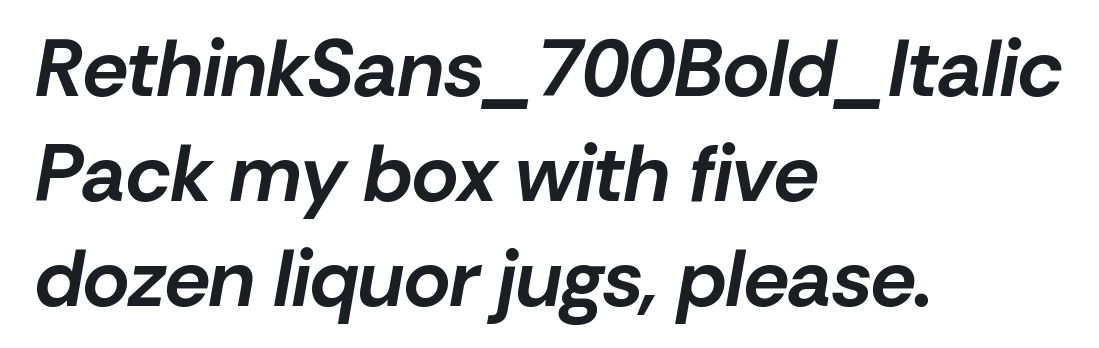 RethinkSans_700Bold_Italic
Pack my box with five
dozen liquor jugs, please.